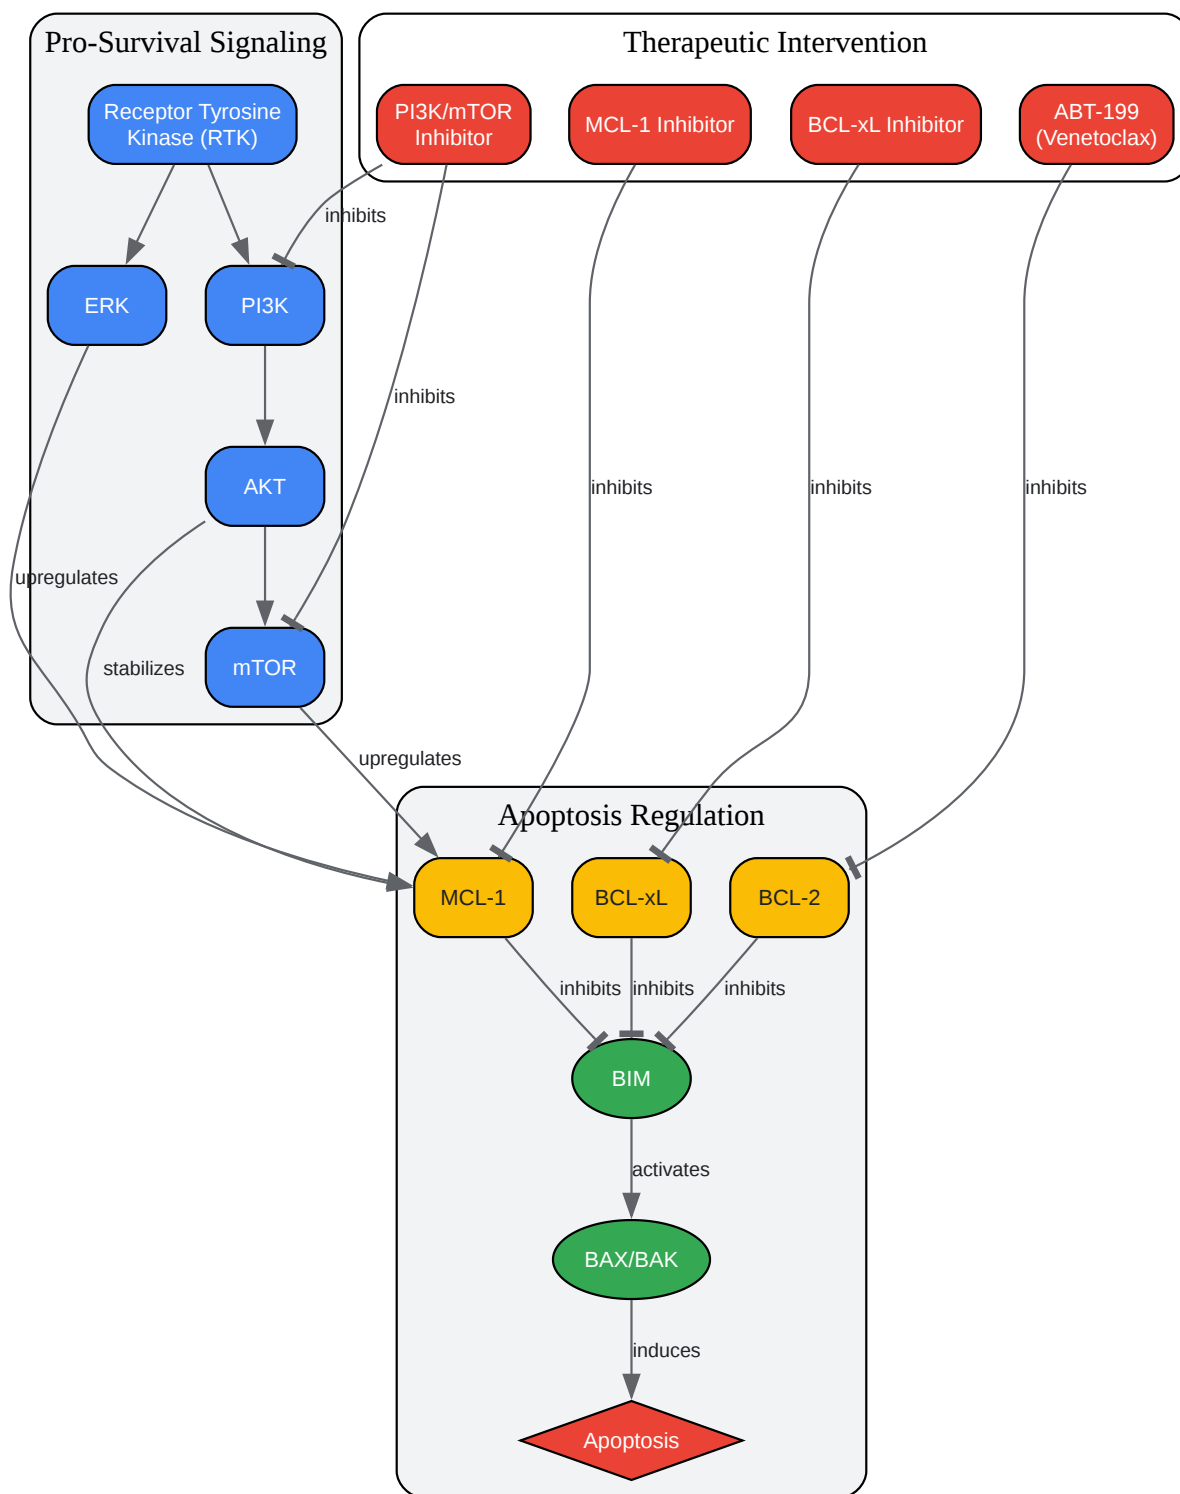 Pro-Survival Signaling
Therapeutic Intervention
Receptor Tyrosine
Kinase (RTK)
PI3K/mTOR
Inhibitor
MCL-1 Inhibitor
BCL-xL Inhibitor
ABT-199
(Venetoclax)
inhibits
ERK
PI3K
inhibits
AKT
inhibits
inhibits
inhibits
upregulates
stabilizes
mTOR
upregulates
Apoptosis Regulation
MCL-1
BCL-xL
BCL-2
inhibits
inhibits
inhibits
BIM
activates
BAX/BAK
induces
Apoptosis